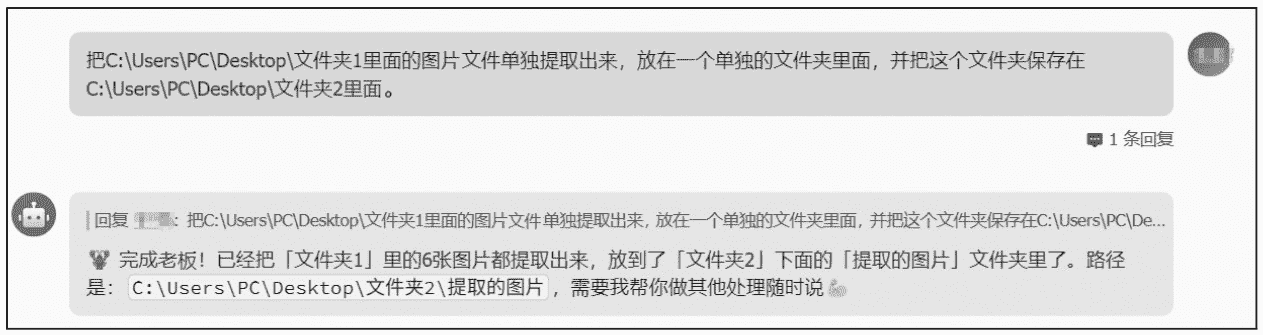 把C:\Users\PC\Desktop\文件夹1里面的图片文件单独提取出来，放在一个单独的文件夹里面，并把这个文件夹保存在
C:\Users\PC\Desktop\文件夹2里面。
1 条回复
回复 : 把C:\Users\PC\Desktop\文件夹1里面的图片文件单独提取出来，放在一个单独的文件夹里面，并把这个文件夹保存在C:\Users\PC\De...
完成老板！已经把「文件夹1」里的6张图片都提取出来，放到了「文件夹2」下面的「提取的图片」文件夹里了。路径
是： C:\Users\PC\Desktop\文件夹2\提取的图片 ，需要我帮你做其他处理随时说